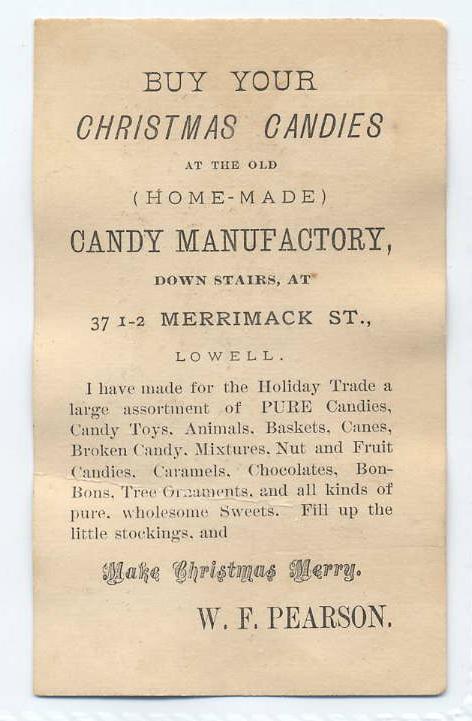 BUY YOUR
CHRISTMAS CANDIES
AT THE OLD
(HOME-MADE)
CANDY MANUFACTORY,
DOWN STAIRS, AT
37 1-2 MERRIMACK ST.,
LOWELL.
I have made for the Holiday Trade a
large assortment of PURE Candies,
Candy Toys, Animals, Baskets, Canes,
Broken Candy, Mixtures, Nut and Fruit
Candies, Caramels, Chocolates, Bon-
Bons, Tree Ornaments, and all kinds of
pure, wholesome Sweets. Fill up the
little stockings, and
Make Christmas Merry.
W. F. PEARSON.